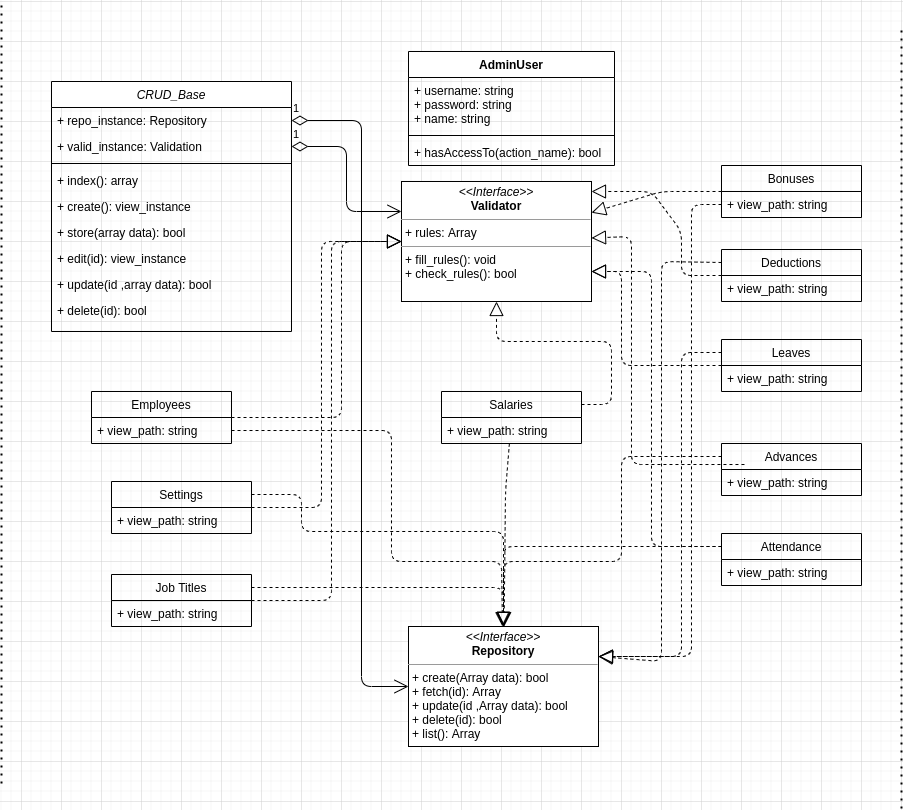 CRUD_Base
+ repo_instance: Repository
+ valid_instance: Validation
1
1
+ index(): array
+ create(): view_instance
+ store(array data): bool
+ edit(id): view_instance
+ update(id ,array data): bool
+ delete(id): bool
AdminUser
+ username: string
+ password: string
+ name: string
+ hasAccessTo(action_name): bool
<<Interface>>
Validator
+ rules: Array
+ fill_rules(): void
+ check_rules(): bool
Bonuses
+ view_path: string
Deductions
+ view_path: string
Leaves
+ view_path: string
Employees
+ view_path: string
Salaries
+ view_path: string
Advances
+ view_path: string
Settings
+ view_path: string
Attendance
+ view_path: string
Job Titles
+ view_path: string
<<Interface>>
Repository
+ create(Array data): bool
+ fetch(id): Array
+ update(id ,Array data): bool
+ delete(id): bool
+ list(): Array